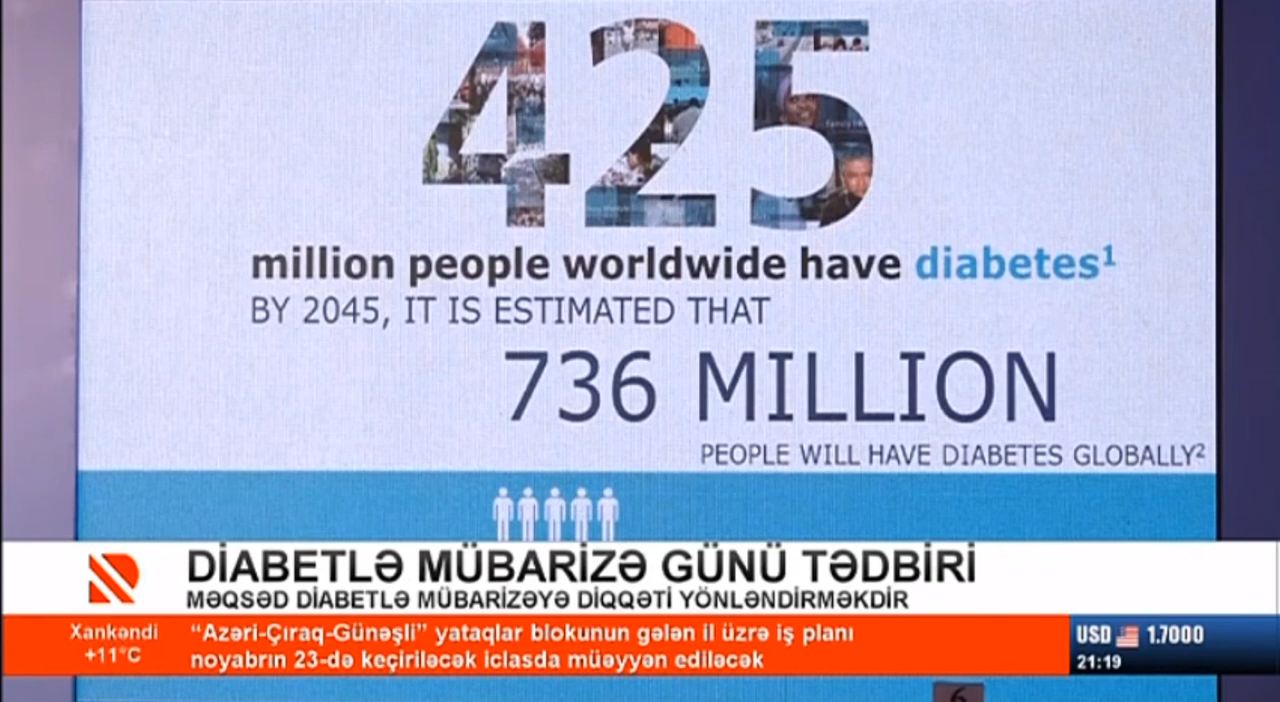 425
million people worldwide have diabetes¹
BY 2045, IT IS ESTIMATED THAT
736 MILLION
PEOPLE WILL HAVE DIABETES GLOBALLY²
DİABETLƏ MÜBARİZƏ GÜNÜ TƏDBİRİ
MƏQSƏD DİABETLƏ MÜBARİZƏYƏ DİQQƏTİ YÖNLƏNDİRMƏKDİR
Xankəndi
+11°C
“Azəri-Çıraq-Günəşli” yataqlar blokunun gələn il üzrə iş planı
noyabrın 23-də keçiriləcək iclasda müəyyən ediləcək
USD 1.7000
21:19
6